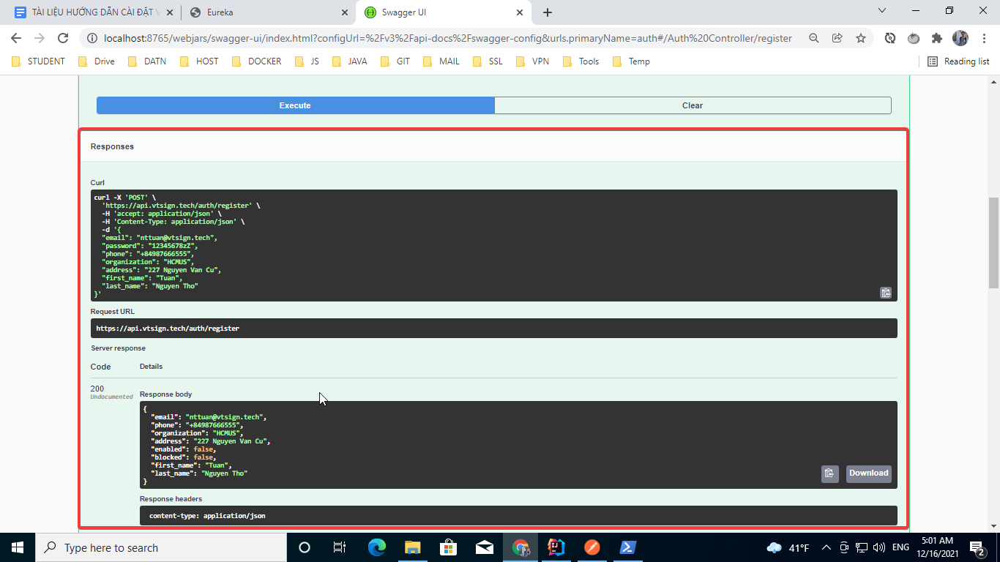 TÀI LIỆU HƯỚNG DẪN CÀI ĐẶT V
Eureka
Swagger UI
localhost:8765/webjars/swagger-ui/index.html?configUrl=%2Fv3%2Fapi-docs%2Fswagger-config&urls.primaryName=auth#/Auth%20Controller/register
STUDENT Drive DATN HOST DOCKER JS JAVA GIT MAIL SSL VPN Tools Temp Reading list
Execute Clear
Responses
Curl
curl -X 'POST' \
'https://api.vtsign.tech/auth/register' \
-H 'accept: application/json' \
-H 'Content-Type: application/json' \
-d '{
"email": "nttuan@vtsign.tech",
"password": "12345678zZ",
"phone": "+84987666555",
"organization": "HCMUS",
"address": "227 Nguyen Van Cu",
"first_name": "Tuan",
"last_name": "Nguyen Tho"
}'
Request URL
https://api.vtsign.tech/auth/register
Server response
Code Details
200
Undocumented
Response body
{
"email": "nttuan@vtsign.tech",
"phone": "+84987666555",
"organization": "HCMUS",
"address": "227 Nguyen Van Cu",
"enabled": false,
"blocked": false,
"first_name": "Tuan",
"last_name": "Nguyen Tho"
}
Download
Response headers
content-type: application/json
Type here to search
41°F
ENG
5:01 AM
12/16/2021
2